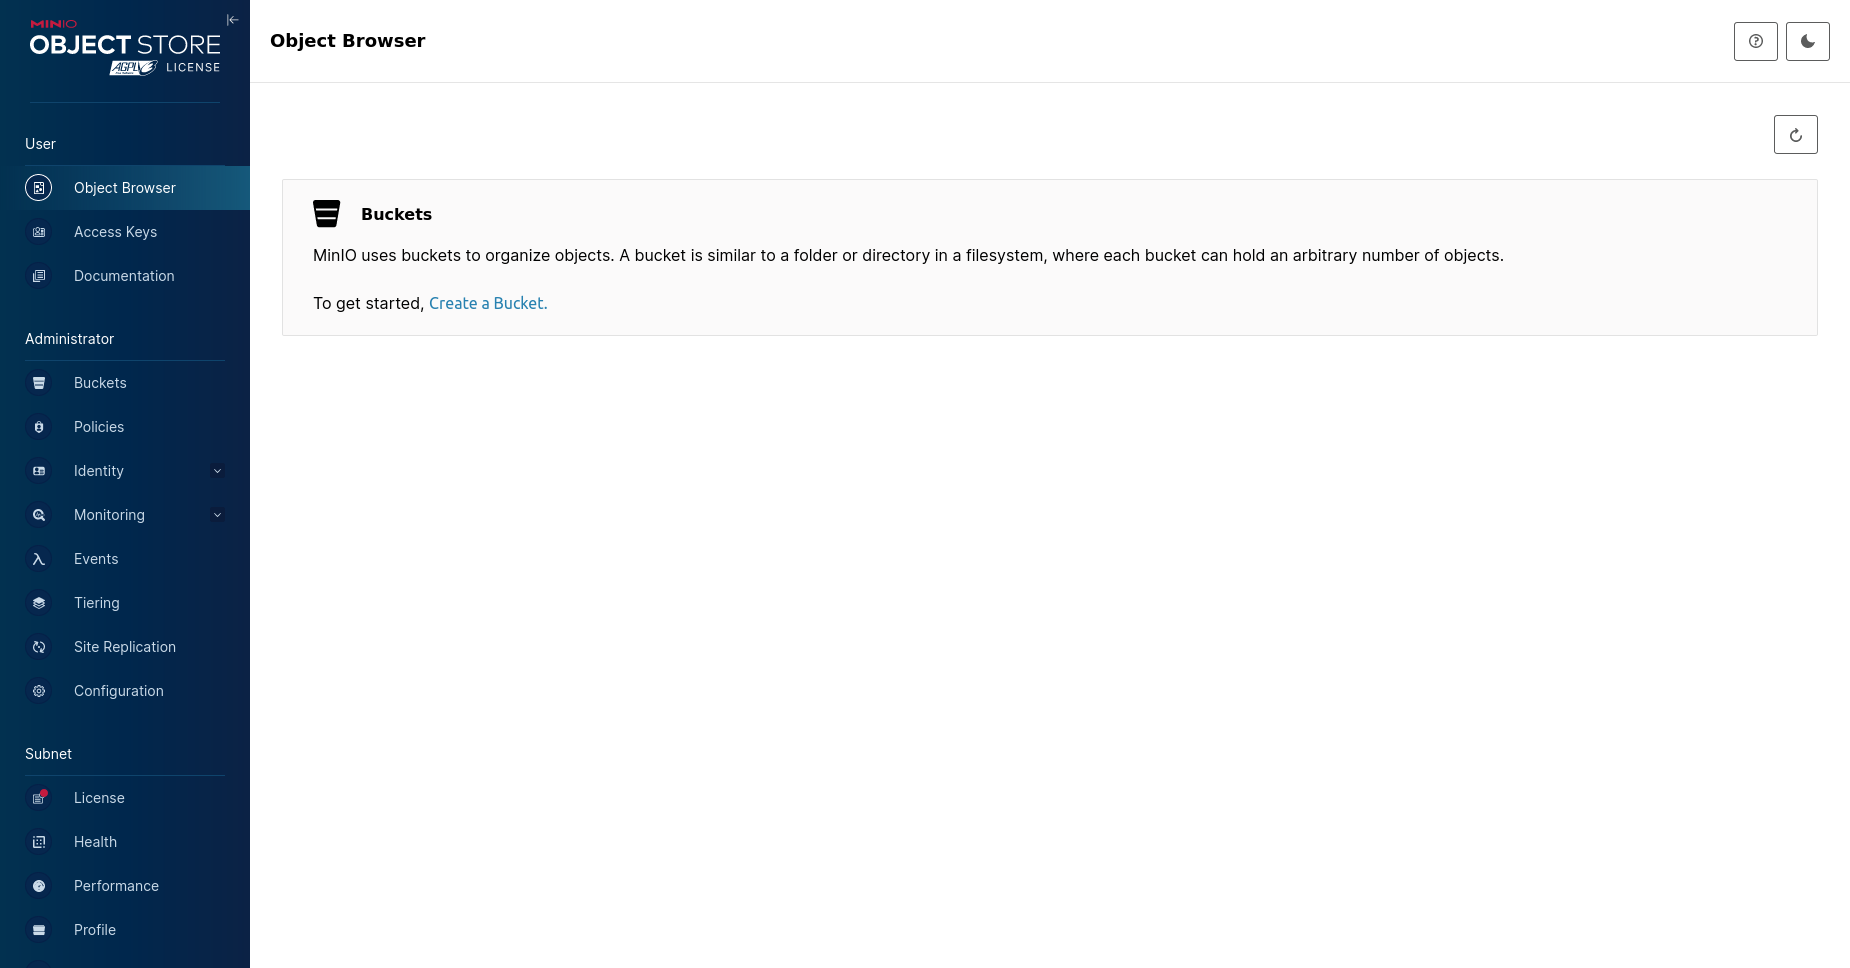 MINIO
OBJECT STORE
AGPLv3 LICENSE
Object Browser
User
Object Browser
Access Keys
Documentation
Administrator
Buckets
Policies
Identity
Monitoring
Events
Tiering
Site Replication
Configuration
Subnet
License
Health
Performance
Profile
Buckets
MinIO uses buckets to organize objects. A bucket is similar to a folder or directory in a filesystem, where each bucket can hold an arbitrary number of objects.
To get started, Create a Bucket.